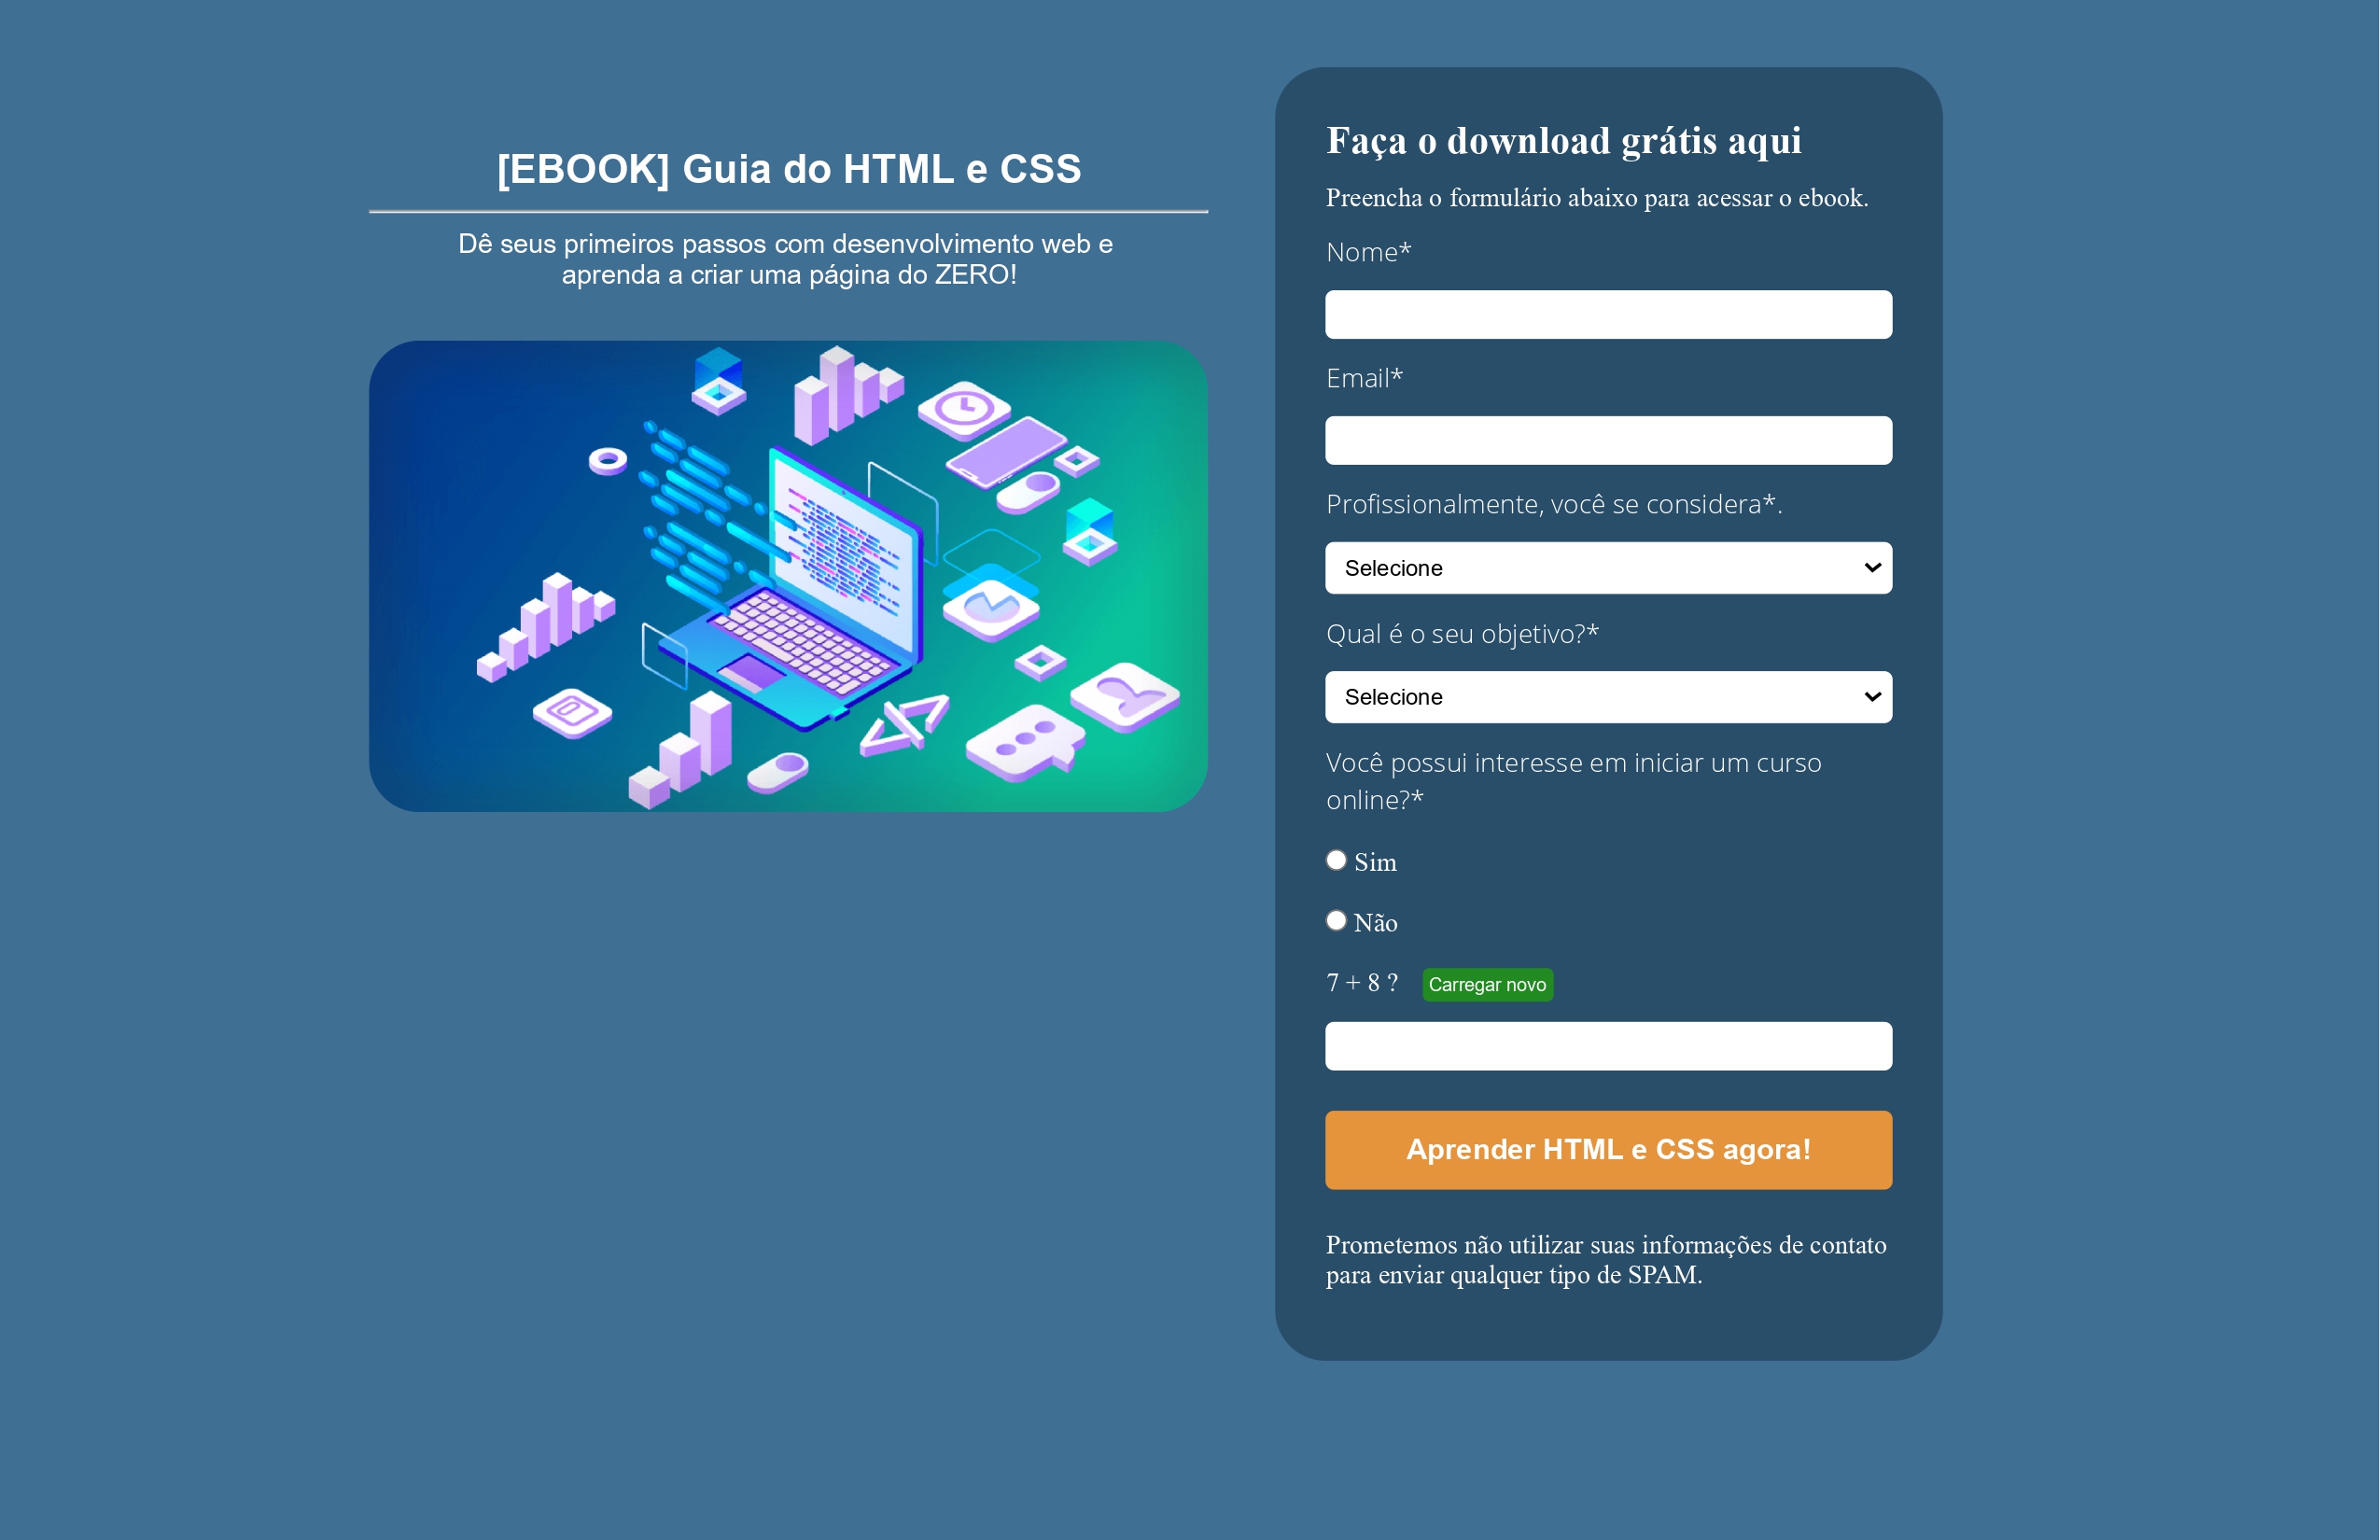 [EBOOK] Guia do HTML e CSS
Dê seus primeiros passos com desenvolvimento web e
aprenda a criar uma página do ZERO!
Faça o download grátis aqui
Preencha o formulário abaixo para acessar o ebook.
Nome*
Email*
Profissionalmente, você se considera*.
Selecione
Qual é o seu objetivo?*
Selecione
Você possui interesse em iniciar um curso
online?*
Sim
Não
7 + 8 ? Carregar novo
Aprender HTML e CSS agora!
Prometemos não utilizar suas informações de contato
para enviar qualquer tipo de SPAM.